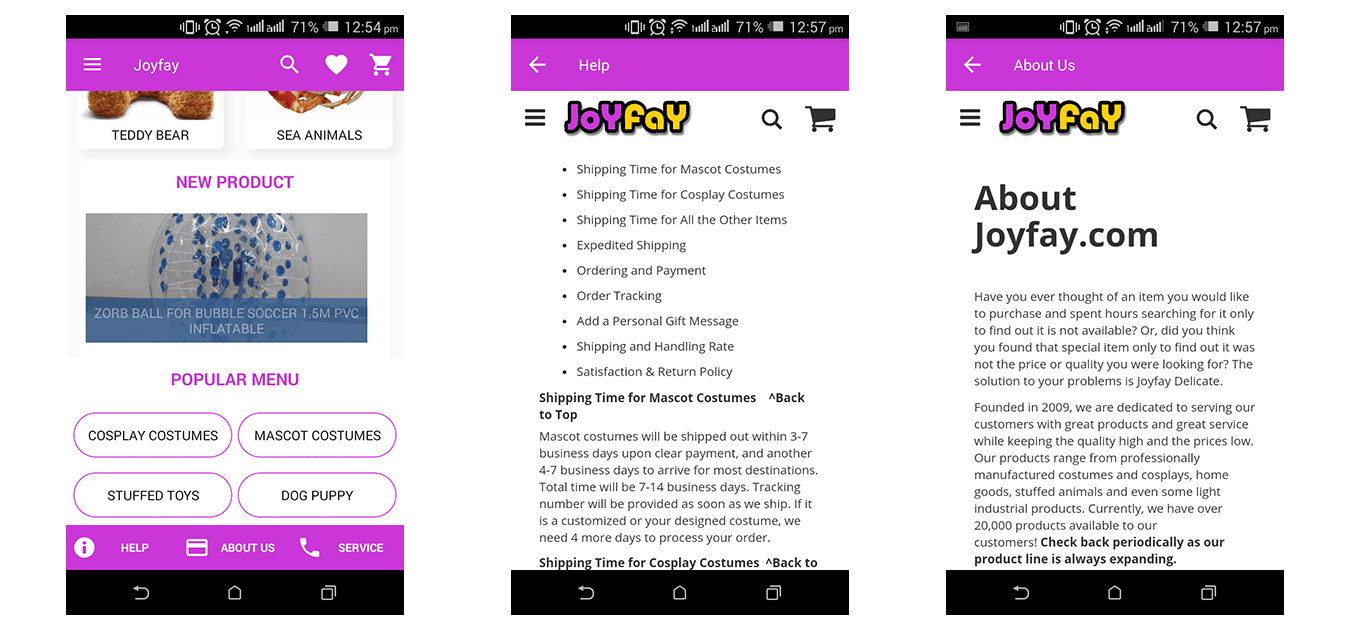 71% 12:54 pm
Joyfay
TEDDY BEAR
SEA ANIMALS
NEW PRODUCT
ZORB BALL FOR BUBBLE SOCCER 1.5M PVC
INFLATABLE
POPULAR MENU
COSPLAY COSTUMES
MASCOT COSTUMES
STUFFED TOYS
DOG PUPPY
HELP
ABOUT US
SERVICE
71% 12:57 pm
Help
JoYFaY
• Shipping Time for Mascot Costumes
• Shipping Time for Cosplay Costumes
• Shipping Time for All the Other Items
• Expedited Shipping
• Ordering and Payment
• Order Tracking
• Add a Personal Gift Message
• Shipping and Handling Rate
• Satisfaction & Return Policy
Shipping Time for Mascot Costumes ^Back
to Top
Mascot costumes will be shipped out within 3-7
business days upon clear payment, and another
4-7 business days to arrive for most destinations.
Total time will be 7-14 business days. Tracking
number will be provided as soon as we ship. If it
is a customized or your designed costume, we
need 4 more days to process your order.
Shipping Time for Cosplay Costumes ^Back to
71% 12:57 pm
About Us
JoYFaY
About
Joyfay.com
Have you ever thought of an item you would like
to purchase and spent hours searching for it only
to find out it is not available? Or, did you think
you found that special item only to find out it was
not the price or quality you were looking for? The
solution to your problems is Joyfay Delicate.
Founded in 2009, we are dedicated to serving our
customers with great products and great service
while keeping the quality high and the prices low.
Our products range from professionally
manufactured costumes and cosplays, home
goods, stuffed animals and even some light
industrial products. Currently, we have over
20,000 products available to our
customers! Check back periodically as our
product line is always expanding.